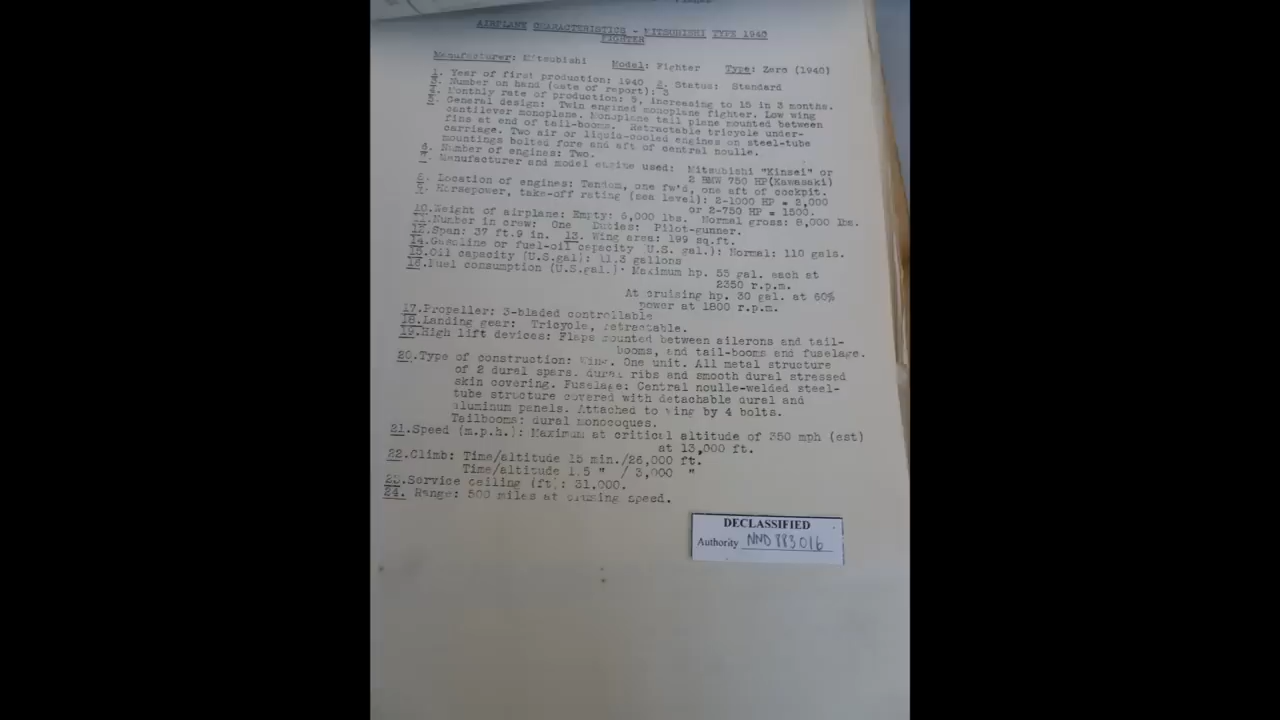 AIRPLANE CHARACTERISTICS - MITSUBISHI TYPE 1940
FIGHTER
Manufacturer: Mitsubishi Model: Fighter Type: Zero (1940)
1. Year of first production: 1940 2. Status: Standard
3. Number on hand (date of report): 3
4. Monthly rate of production: 9, increasing to 15 in 3 months.
5. General design: Twin engined monoplane fighter. Low wing
cantilever monoplane. Monoplane tail plane mounted between
fins at end of tail-booms. Retractable tricycle under-
carriage. Two air or liquid-cooled engines on steel-tube
mountings bolted fore and aft of central noulle.
6. Number of engines: Two.
7. Manufacturer and model engine used: Mitsubishi "Kinsei" or
2 BMW 750 HP(Kawasaki)
8. Location of engines: Tandom, one fw'd, one aft of cockpit.
9. Horsepower, take-off rating (sea level): 2-1000 HP = 2,000
or 2-750 HP = 1500.
10.Weight of airplane: Empty: 6,000 lbs. Normal gross: 8,000 lbs.
11.Number in crew: One Duties: Pilot-gunner.
12.Span: 37 ft.9 in. 13. Wing area: 199 sq.ft.
14.Gasoline or fuel-oil capacity (U.S. gal.): Normal: 110 gals.
15.Oil capacity (U.S.gal): 11.3 gallons
16.Fuel consumption (U.S.gal.)· Maximum hp. 55 gal. each at
2350 r.p.m.
At cruising hp. 30 gal. at 60%
power at 1800 r.p.m.
17.Propeller: 3-bladed controllable
18.Landing gear: Tricycle, retractable.
19.High lift devices: Flaps mounted between ailerons and tail-
booms, and tail-booms and fuselage.
20.Type of construction: Wing. One unit. All metal structure
of 2 dural spars. dural ribs and smooth dural stressed
skin covering. Fuselage: Central noulle-welded steel-
tube structure covered with detachable dural and
aluminum panels. Attached to wing by 4 bolts.
Tailbooms: dural monocoques.
21.Speed (m.p.h.): Maximum at critical altitude of 350 mph (est)
at 13,000 ft.
22.Climb: Time/altitude 15 min./26,000 ft.
Time/altitude 1.5 " / 3,000 "
23.Service ceiling (ft): 31,000.
24. Range: 500 miles at cruming speed.
DECLASSIFIED
Authority NND 883016